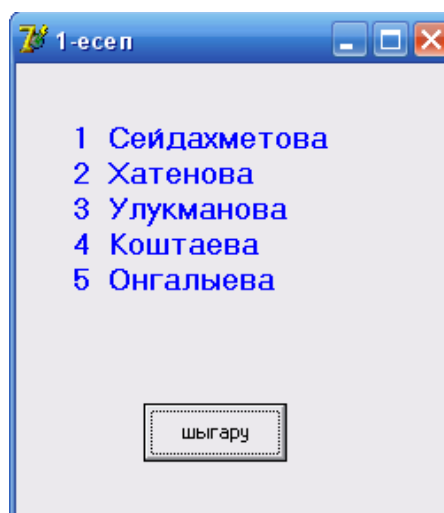 1-есеп
1 Сейдахметова
2 Хатенова
3 Улукманова
4 Коштаева
5 Онгалыева
шыгару